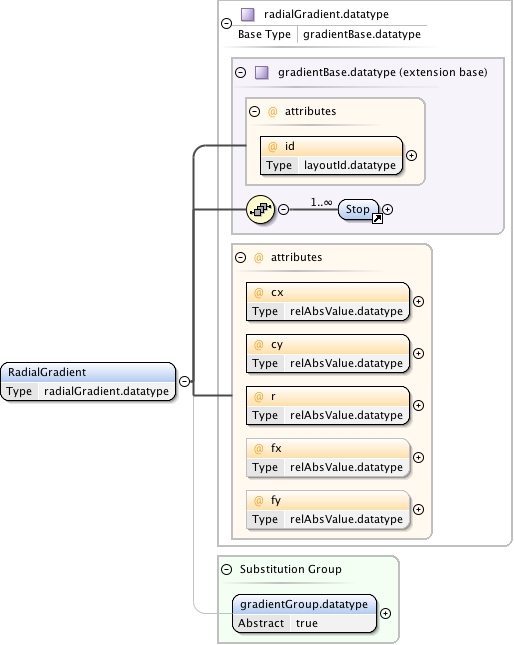 radialGradient.datatype
Base Type gradientBase.datatype
gradientBase.datatype (extension base)
@ attributes
@ id
Type layoutId.datatype
1..∞
Stop
@ attributes
@ cx
Type relAbsValue.datatype
@ cy
Type relAbsValue.datatype
RadialGradient
Type radialGradient.datatype
@ r
Type relAbsValue.datatype
@ fx
Type relAbsValue.datatype
@ fy
Type relAbsValue.datatype
Substitution Group
gradientGroup.datatype
Abstract true